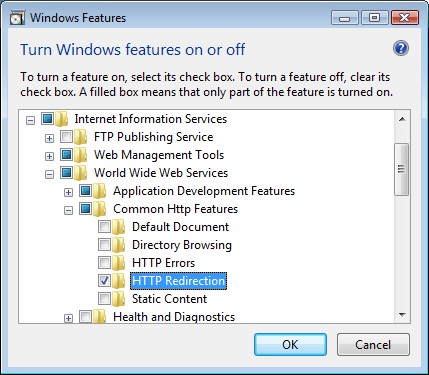 Windows Features
Turn Windows features on or off
To turn a feature on, select its check box. To turn a feature off, clear its
check box. A filled box means that only part of the feature is turned on.
Internet Information Services
FTP Publishing Service
Web Management Tools
World Wide Web Services
Application Development Features
Common Http Features
Default Document
Directory Browsing
HTTP Errors
HTTP Redirection
Static Content
Health and Diagnostics
OK Cancel